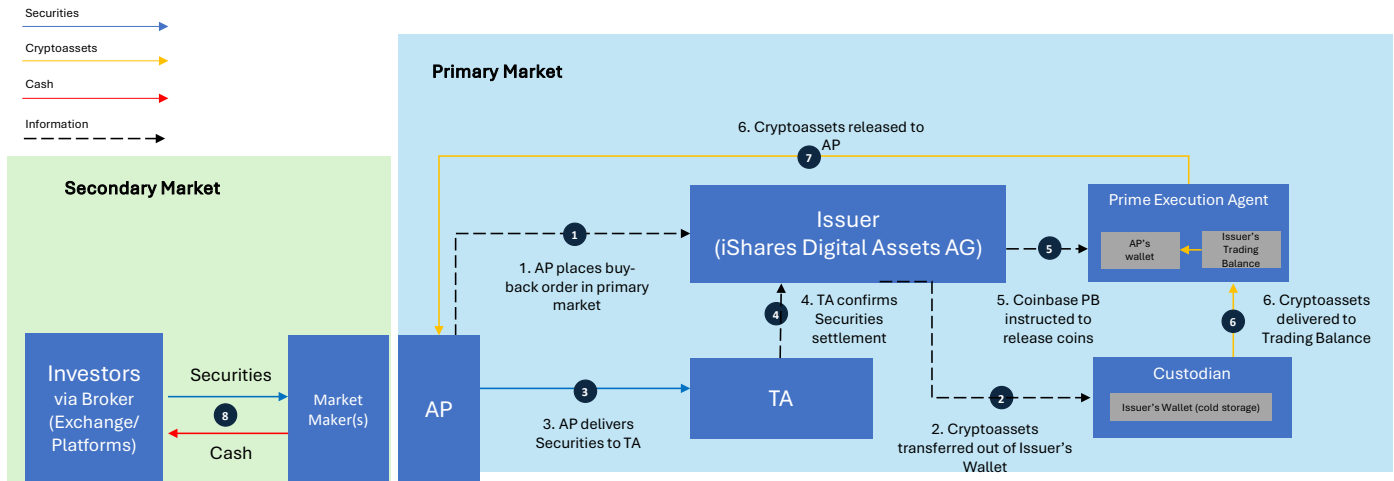 Securities
Cryptoassets
Cash
Information
Primary Market
Secondary Market
6. Cryptoassets released to
AP
7
Issuer
(iShares Digital Assets AG)
Prime Execution Agent
AP's
wallet
Issuer's
Trading
Balance
1
1. AP places buy-
back order in primary
market
5
4
4. TA confirms
Securities
settlement
5. Coinbase PB
instructed to
release coins
6
6. Cryptoassets
delivered to
Trading Balance
Investors
via Broker
(Exchange/
Platforms)
Securities
8
Cash
Market
Maker(s)
AP
3
3. AP delivers
Securities to TA
TA
2
2. Cryptoassets
transferred out of Issuer's
Wallet
Custodian
Issuer's Wallet (cold storage)